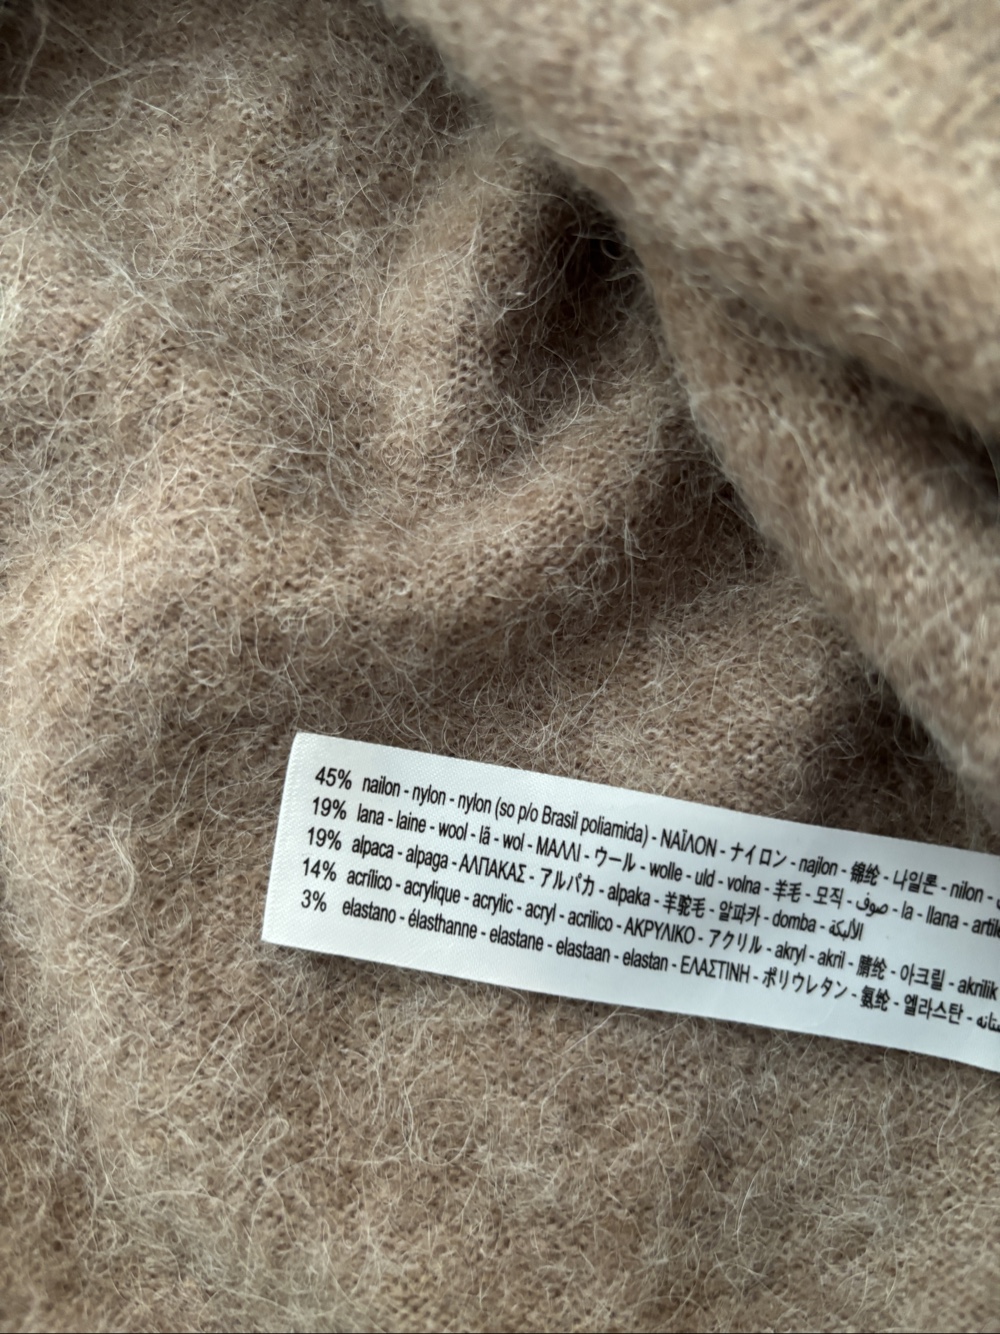 45% nailon - nylon - nylon (so p/o Brasil poliamida) - ΝΑΪΛΟΝ - ナイロン - najlon - 锦纶 - 나일론 - nilon -
19% lana - laine - wool - lã - wol - ΜΑΛΛΙ - ウール - wolle - uld - volna - 羊毛 - 모직 - صوف - la - llana -
19% alpaca - alpaga - ΑΛΠΑΚΑΣ - アルパカ - alpaka - 羊驼毛 - 알파카 - domba - الألبكة
14% acrílico - acrylique - acrylic - acryl - acrilico - ΑΚΡΥΛΙΚΟ - アクリル - akryl - akril - 腈纶 - 아크릴 - akrilik
3% elastano - élasthanne - elastane - elastaan - elastan - ΕΛΑΣΤΙΝΗ - ポリウレタン - 氨纶 - 엘라스탄 -